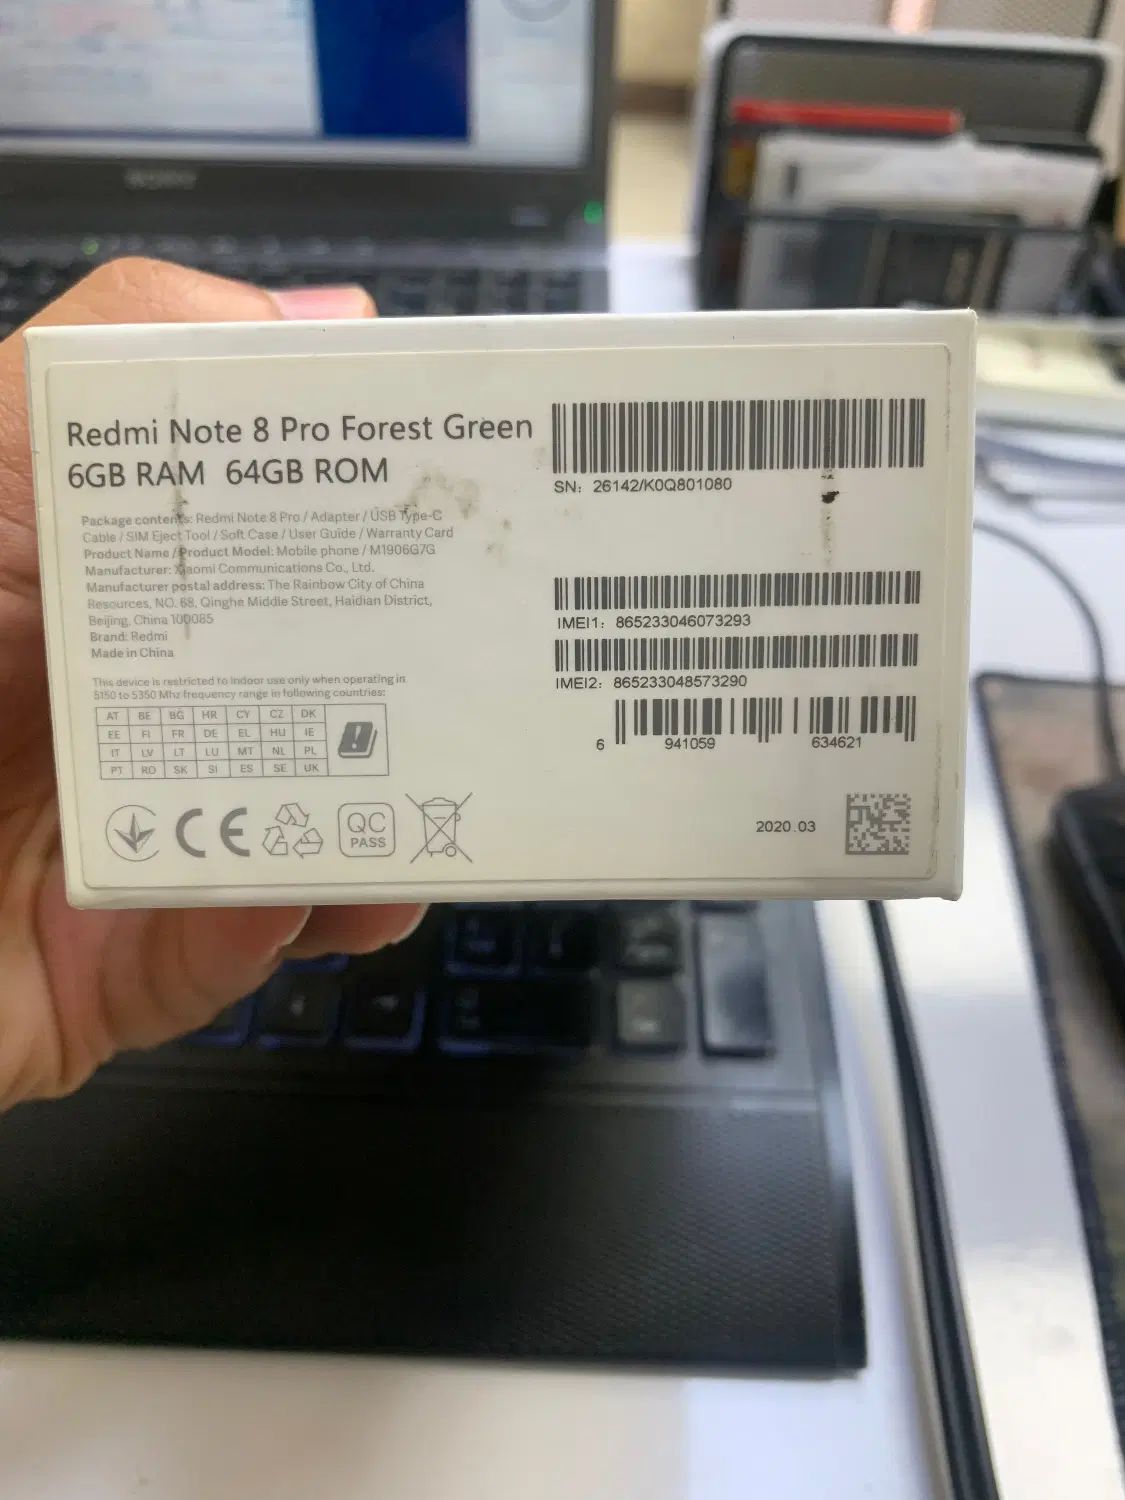 SONY
Redmi Note 8 Pro Forest Green
6GB RAM 64GB ROM
Package contents: Redmi Note 8 Pro / Adapter / USB Type-C
Cable / SIM Eject Tool / Soft Case / User Guide / Warranty Card
Product Name / Product Model: Mobile phone / M1906G7G
Manufacturer: Xiaomi Communications Co., Ltd.
Manufacturer postal address: The Rainbow City of China
Resources, NO. 68, Qinghe Middle Street, Haidian District,
Beijing, China 100085
Brand: Redmi
Made in China
This device is restricted to indoor use only when operating in
5150 to 5350 Mhz frequency range in following countries:
AT BE BG HR CY CZ DK
EE FI FR DE EL HU IE
IT LV LT LU MT NL PL
PT RO SK SI ES SE UK
CE
QC
PASS
SN: 26142/K0Q801080
IMEI1: 865233046073293
IMEI2: 865233048573290
6 941059 634621
2020.03